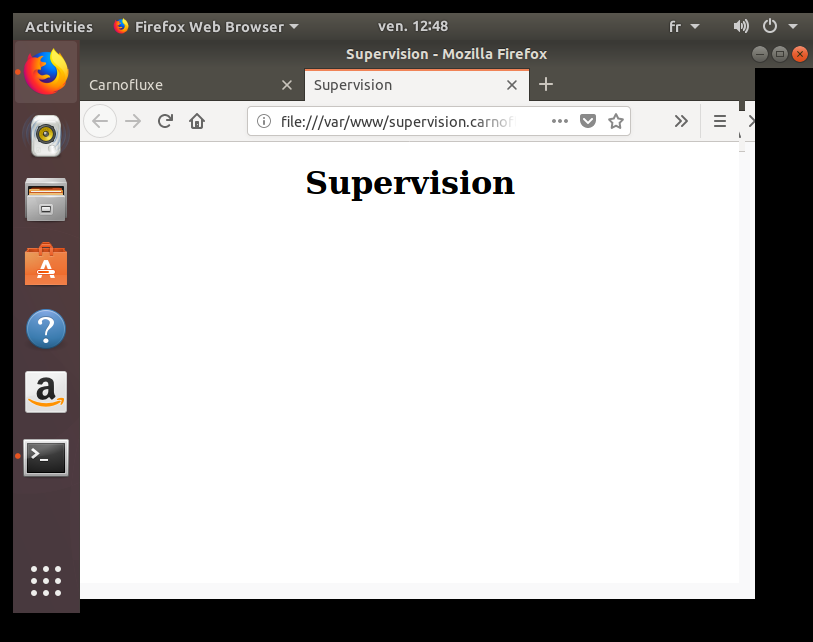 Activities Firefox Web Browser ven. 12:48 fr
Supervision - Mozilla Firefox
Carnofluxe Supervision
file:///var/www/supervision.carnof
Supervision